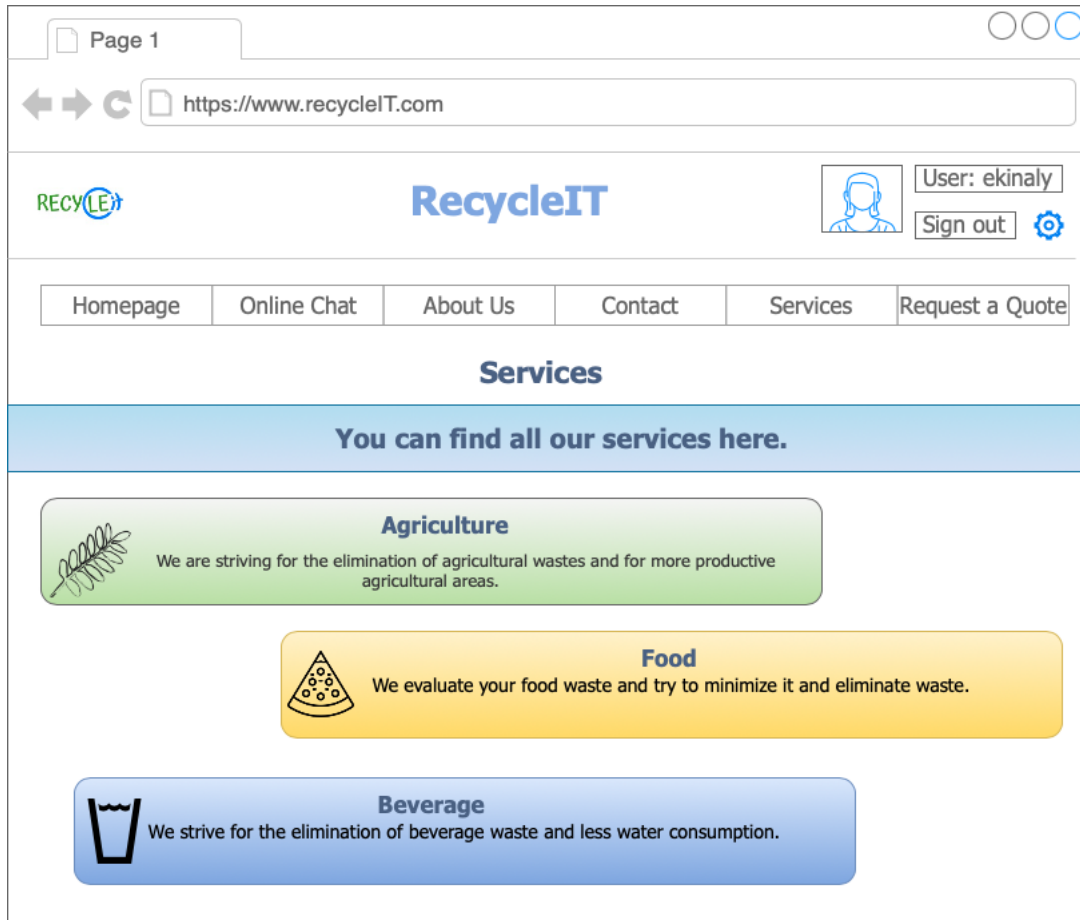 Page 1
https://www.recycleIT.com
RECYCLEit
RecycleIT
User: ekinaly
Sign out
Homepage Online Chat About Us Contact Services Request a Quote
Services
You can find all our services here.
Agriculture
We are striving for the elimination of agricultural wastes and for more productive
agricultural areas.
Food
We evaluate your food waste and try to minimize it and eliminate waste.
Beverage
We strive for the elimination of beverage waste and less water consumption.